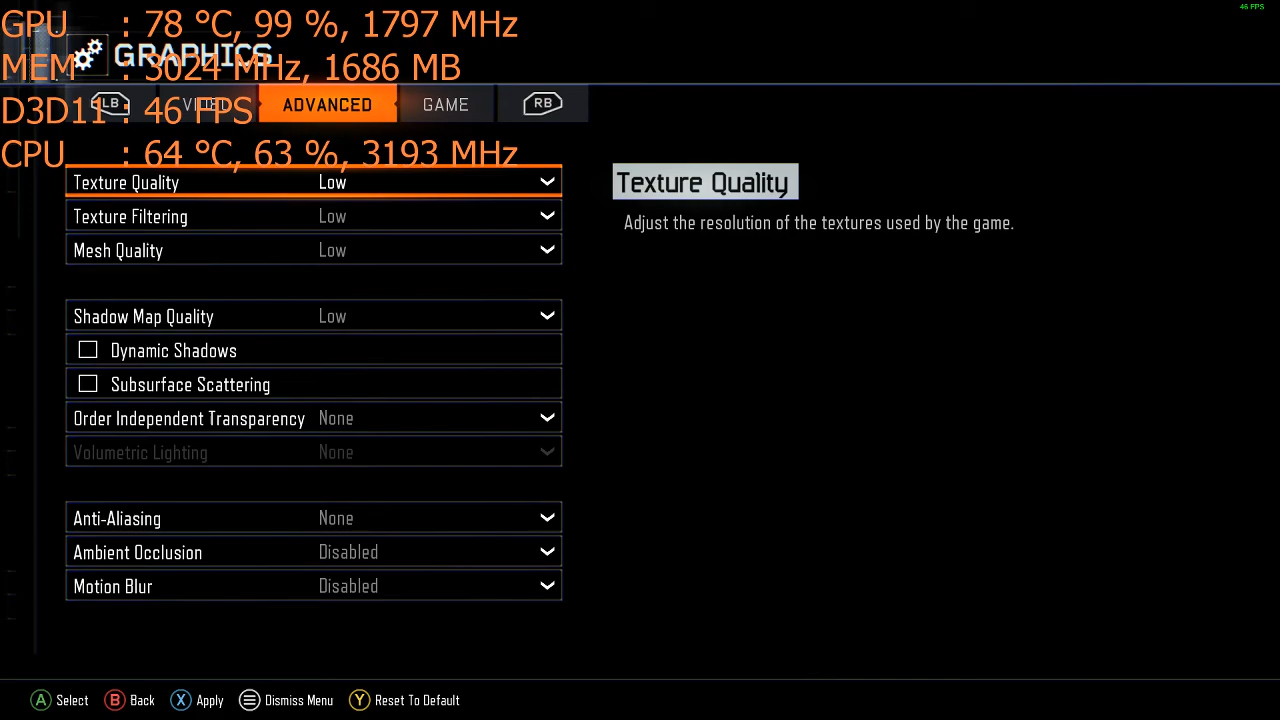 46 FPS
GPU : 78 °C, 99 %, 1797 MHz
GRAPHICS
MEM : 3024 MHz, 1686 MB
D3D11 : 46 FPS
LB ADVANCED GAME RB
CPU : 64 °C, 63 %, 3193 MHz
Texture Quality Low
Texture Quality
Texture Filtering Low
Adjust the resolution of the textures used by the game.
Mesh Quality Low
Shadow Map Quality Low
Dynamic Shadows
Subsurface Scattering
Order Independent Transparency None
Volumetric Lighting None
Anti-Aliasing None
Ambient Occlusion Disabled
Motion Blur Disabled
A Select B Back X Apply Dismiss Menu Y Reset To Default